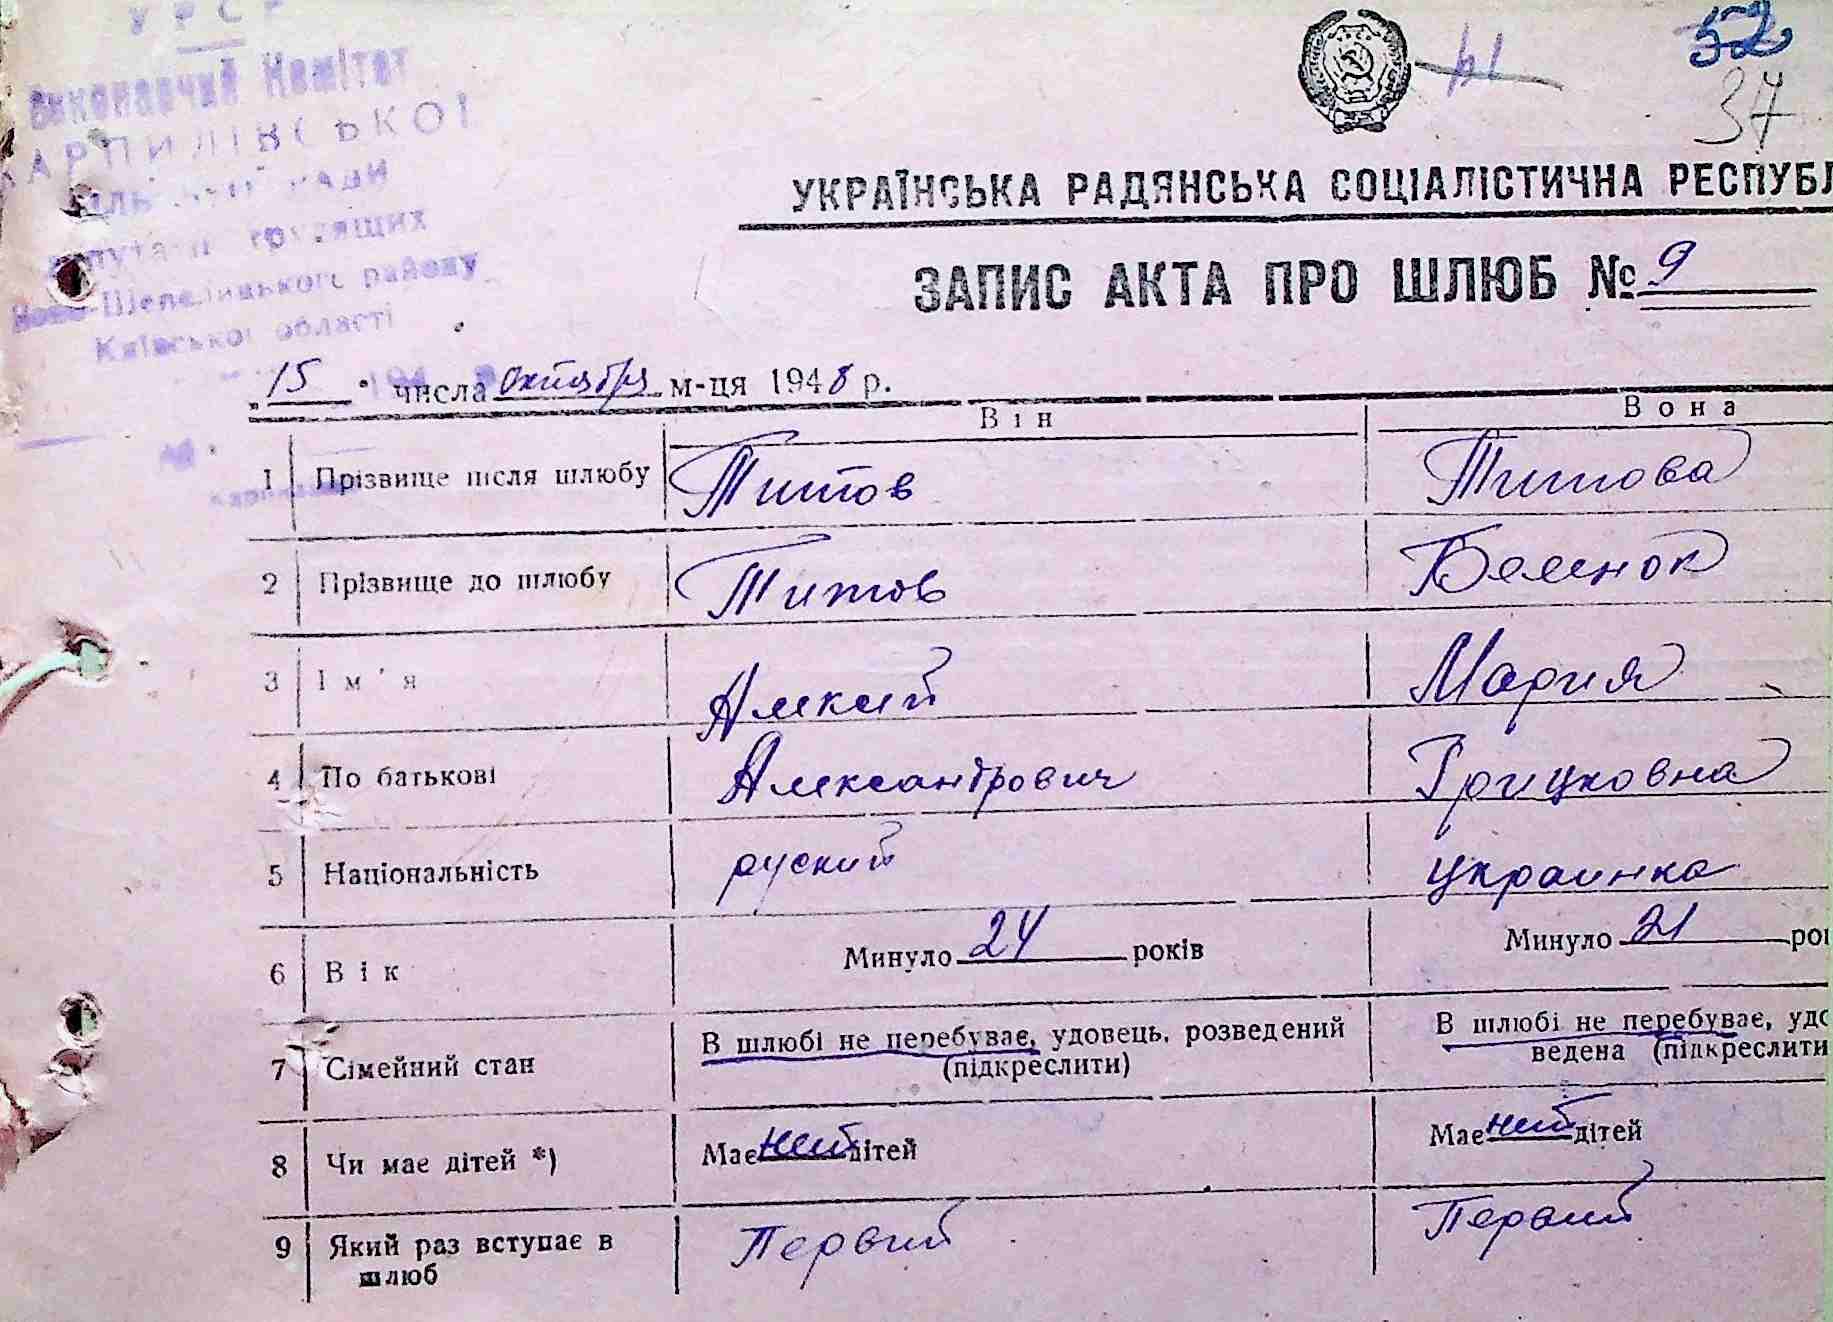 УРСР
Виконавчий Комітет
КАРПИЛІВСЬКОЇ
ради
трудящих
Ново-Шепелицького району
Київської області
52
37
УКРАЇНСЬКА РАДЯНСЬКА СОЦІАЛІСТИЧНА РЕСПУБЛ
ЗАПИС АКТА ПРО ШЛЮБ № 9
„15" числа октября м-ця 1948 р.
Він Вона
1 Прізвище після шлюбу Титов Титова
2 Прізвище до шлюбу Титов
3 Ім'я Алексей Мария
4 По батькові Александрович Грицковна
5 Національність руский украинка
6 Вік Минуло 24 років Минуло 21 рок
7 Сімейний стан В шлюбі не перебуває, удовець, розведений (підкреслити) В шлюбі не перебуває, удо
ведена (підкреслити
8 Чи має дітей *) Має нет дітей Має нет дітей
9 Який раз вступає в шлюб Первий Первий